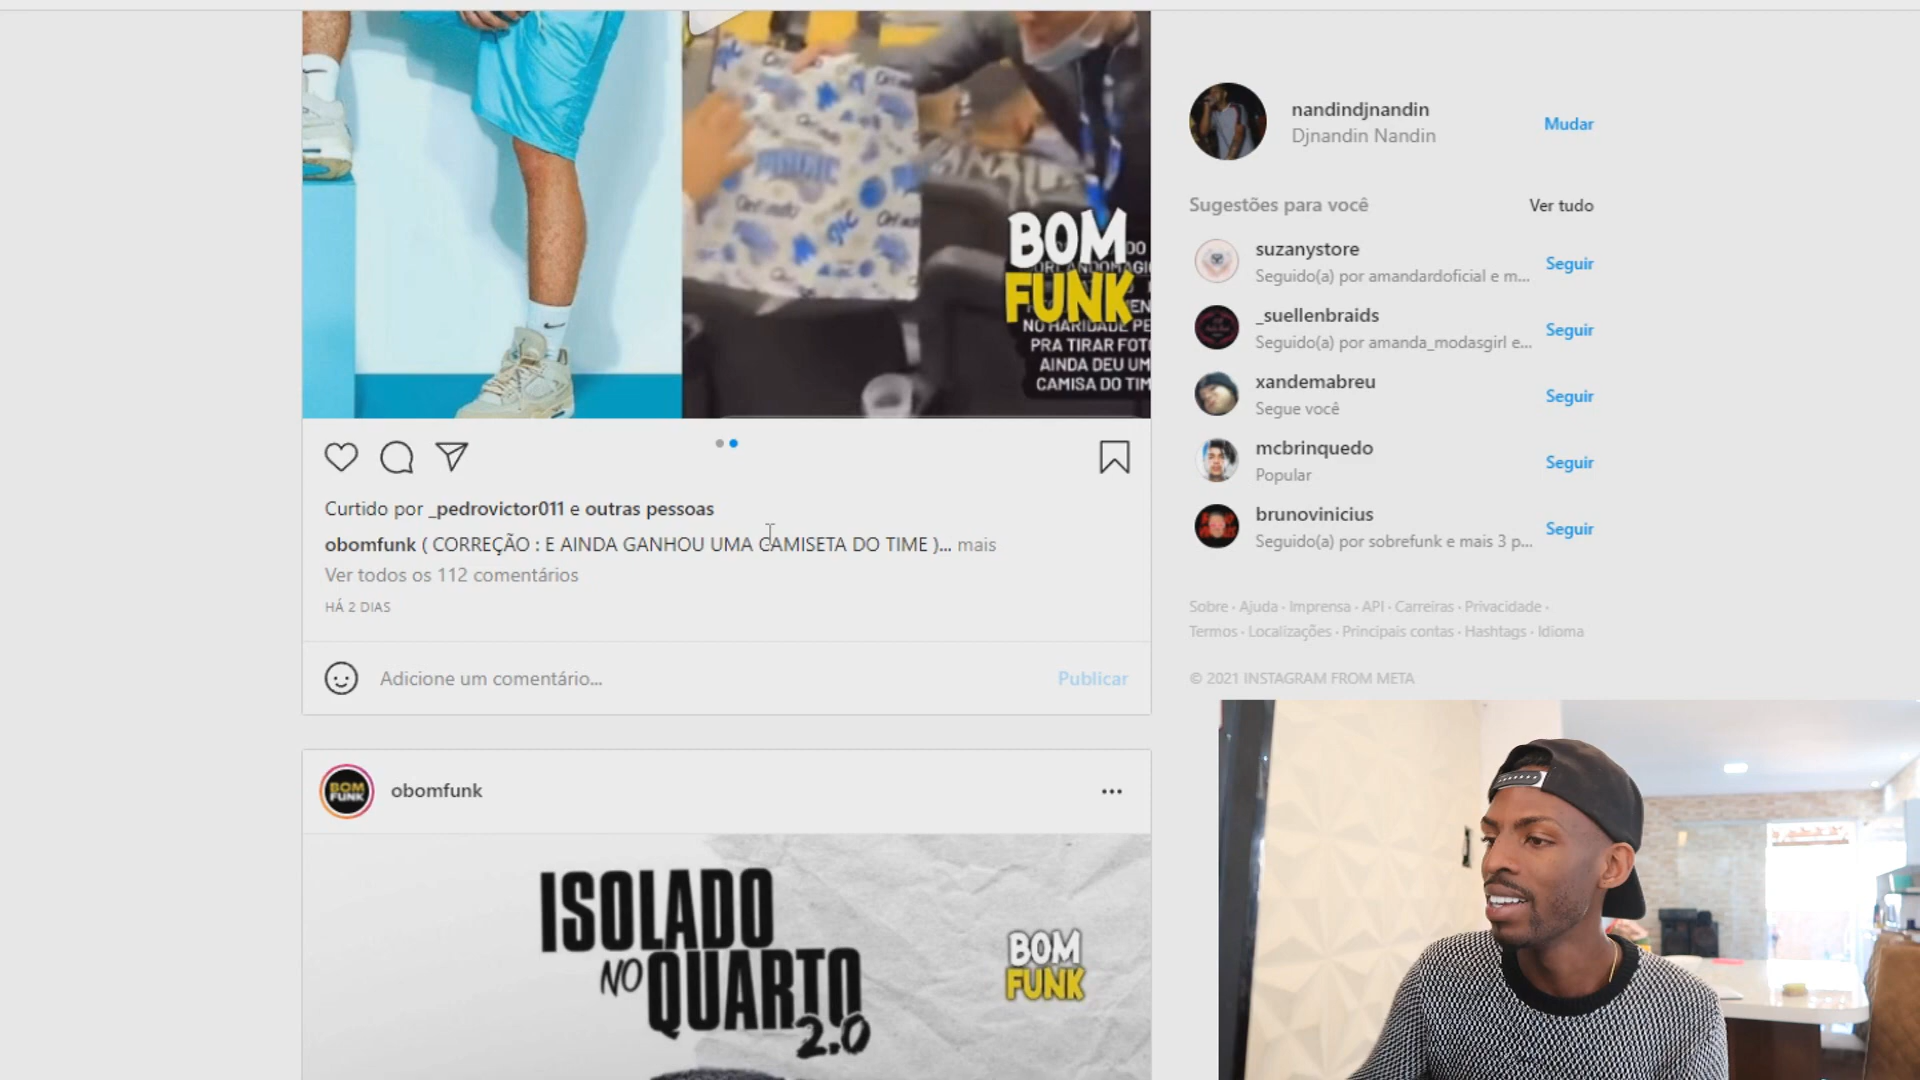 BOM
FUNK
PRA TIRAR FOT
AINDA DEU UM
CAMISA DO TIM
Curtido por _pedrovictor011 e outras pessoas
obomfunk ( CORREÇÃO : E AINDA GANHOU UMA CAMISETA DO TIME )... mais
Ver todos os 112 comentários
HÁ 2 DIAS
Adicione um comentário...
Publicar
BOM
FUNK
obomfunk
ISOLADO
NO QUARTO
2.0
BOM
FUNK
nandindjnandin
Djnandin Nandin
Mudar
Sugestões para você
Ver tudo
suzanystore
Seguido(a) por amandardoficial e m...
Seguir
_suellenbraids
Seguido(a) por amanda_modasgirl e...
Seguir
xandemabreu
Segue você
Seguir
mcbrinquedo
Popular
Seguir
brunovinicius
Seguido(a) por sobrefunk e mais 3 p...
Seguir
Sobre · Ajuda · Imprensa · API · Carreiras · Privacidade ·
Termos · Localizações · Principais contas · Hashtags · Idioma
© 2021 INSTAGRAM FROM META